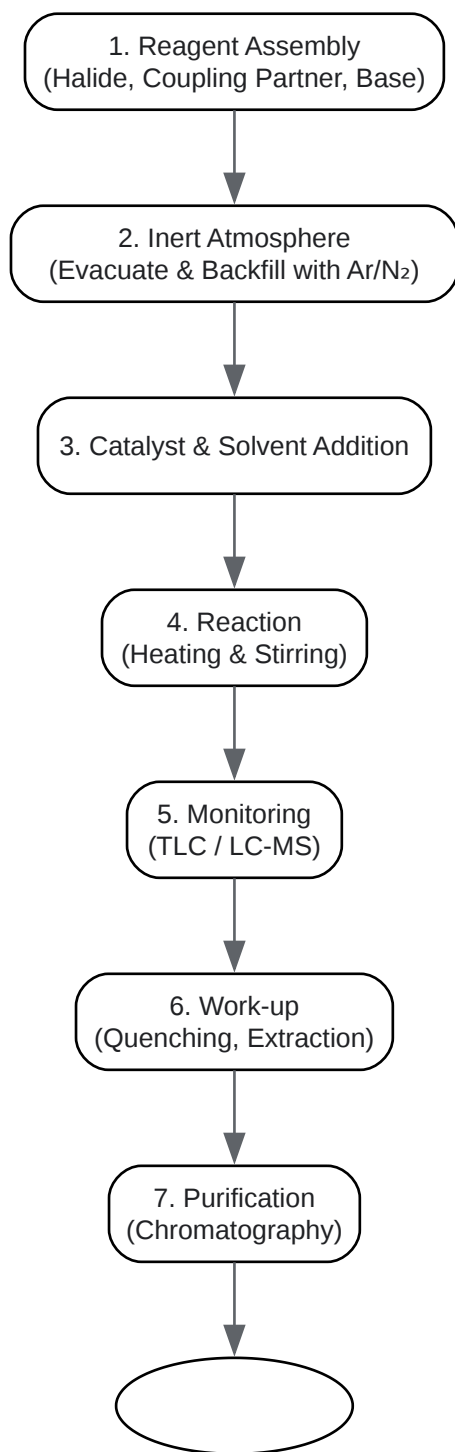 1. Reagent Assembly
(Halide, Coupling Partner, Base)
2. Inert Atmosphere
(Evacuate & Backfill with Ar/N₂)
3. Catalyst & Solvent Addition
4. Reaction
(Heating & Stirring)
5. Monitoring
(TLC / LC-MS)
6. Work-up
(Quenching, Extraction)
7. Purification
(Chromatography)